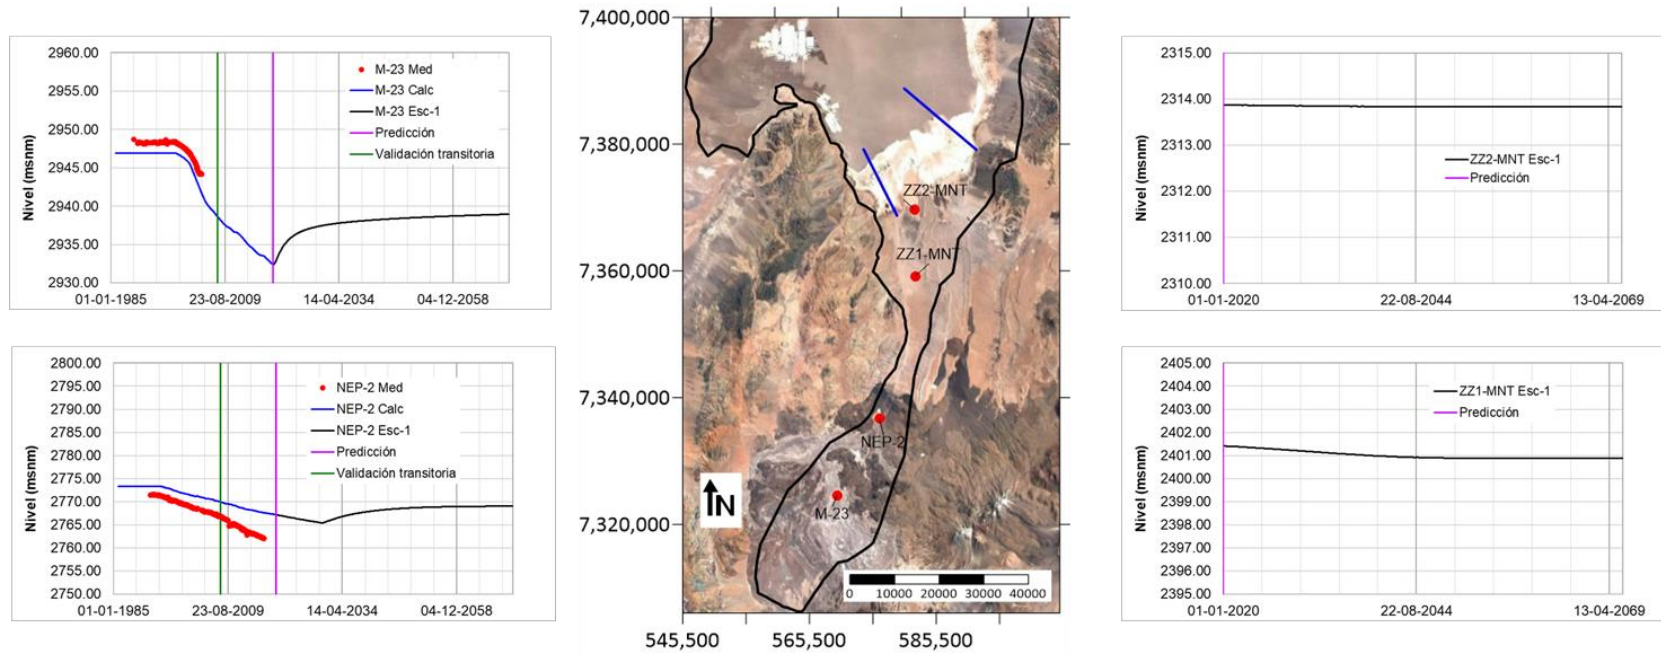 2960.00
2955.00
2950.00
2945.00
2940.00
2935.00
2930.00
Nivel (msnm)
M-23 Med
M-23 Calc
M-23 Esc-1
Predicción
Validación transitoria
01-01-1985
23-08-2009
14-04-2034
04-12-2058
2800.00
2795.00
2790.00
2785.00
2780.00
2775.00
2770.00
2765.00
2760.00
2755.00
2750.00
Nivel (msnm)
NEP-2 Med
NEP-2 Calc
NEP-2 Esc-1
Predicción
Validación transitoria
01-01-1985
23-08-2009
14-04-2034
04-12-2058
7,400,000
7,380,000
7,360,000
7,340,000
7,320,000
ZZ2-MNT
ZZ1-MNT
NEP-2
M-23
N
0 10000 20000 30000 40000
545,500
565,500
585,500
2315.00
2314.00
2313.00
2312.00
2311.00
2310.00
Nivel (msnm)
ZZ2-MNT Esc-1
Predicción
01-01-2020
22-08-2044
13-04-2069
2405.00
2404.00
2403.00
2402.00
2401.00
2400.00
2399.00
2398.00
2397.00
2396.00
2395.00
Nivel (msnm)
ZZ1-MNT Esc-1
Predicción
01-01-2020
22-08-2044
13-04-2069